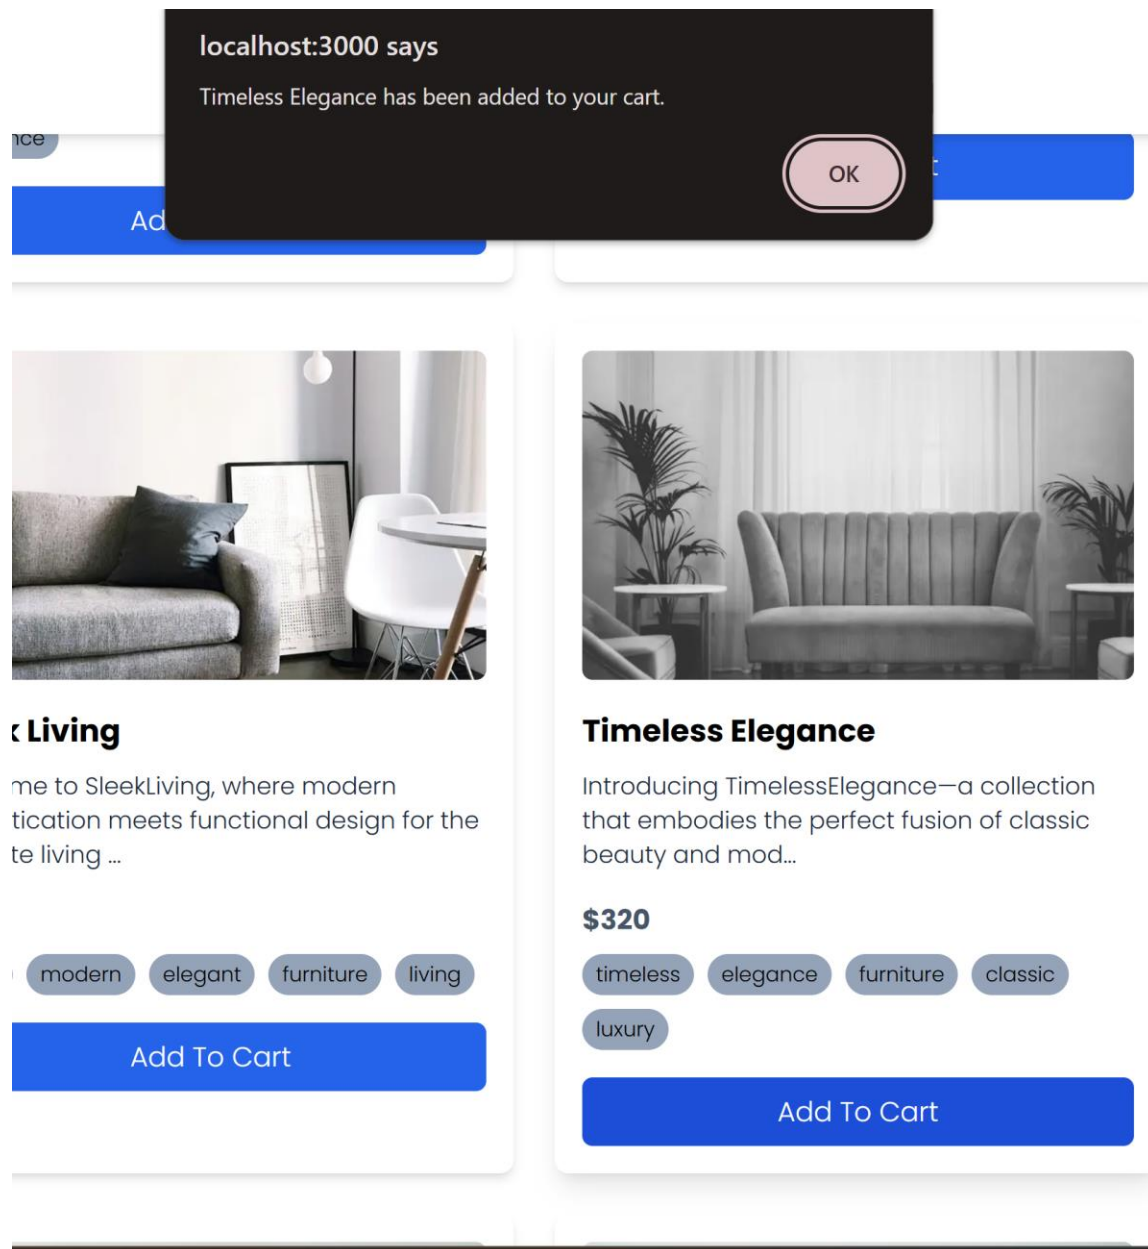 localhost:3000 says
Timeless Elegance has been added to your cart.
OK
Living
me to SleekLiving, where modern
tication meets functional design for the
te living ...
modern elegant furniture living
Add To Cart
Timeless Elegance
Introducing TimelessElegance—a collection
that embodies the perfect fusion of classic
beauty and mod...
$320
timeless elegance furniture classic
luxury
Add To Cart